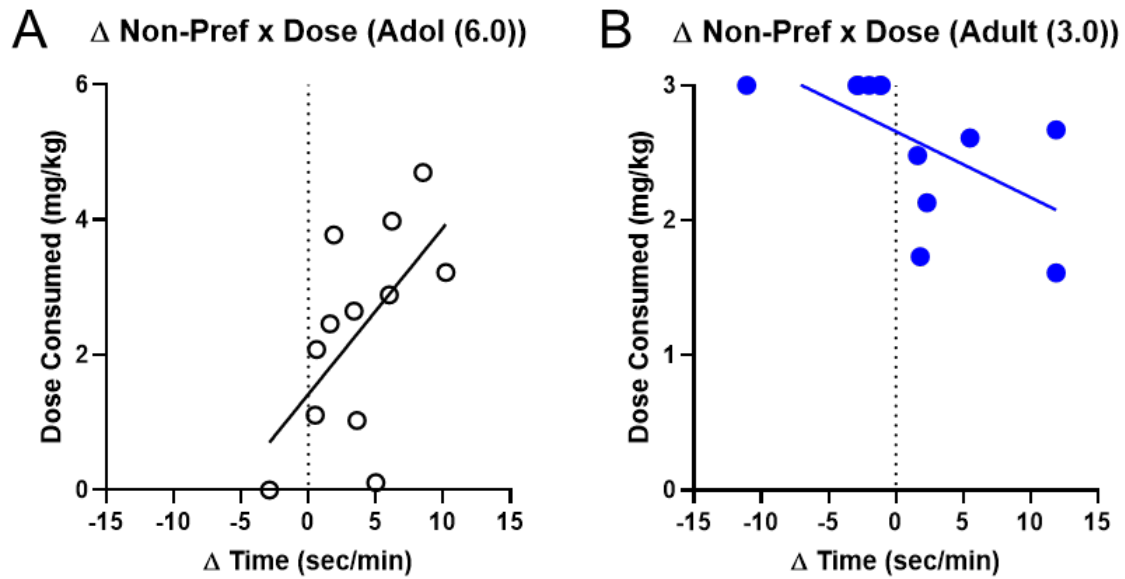 A
Δ Non-Pref x Dose (Adol (6.0))
Dose Consumed (mg/kg)
6
4
2
0
-15 -10 -5 0 5 10 15
Δ Time (sec/min)
B
Δ Non-Pref x Dose (Adult (3.0))
Dose Consumed (mg/kg)
3
2
1
0
-15 -10 -5 0 5 10 15
Δ Time (sec/min)